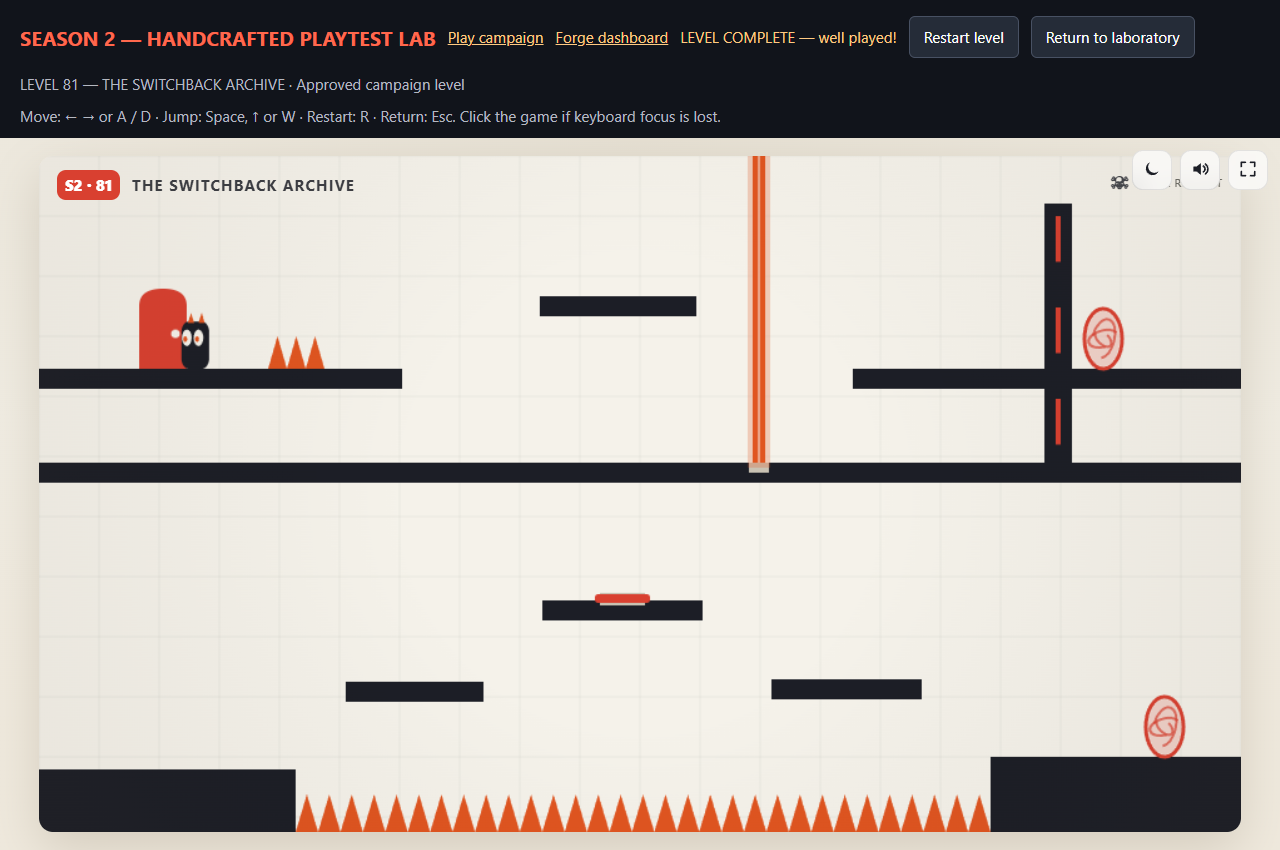 SEASON 2 — HANDCRAFTED PLAYTEST LAB Play campaign Forge dashboard LEVEL COMPLETE — well played! Restart level Return to laboratory
LEVEL 81 — THE SWITCHBACK ARCHIVE · Approved campaign level
Move: ← → or A / D · Jump: Space, ↑ or W · Restart: R · Return: Esc. Click the game if keyboard focus is lost.
S2 · 81 THE SWITCHBACK ARCHIVE